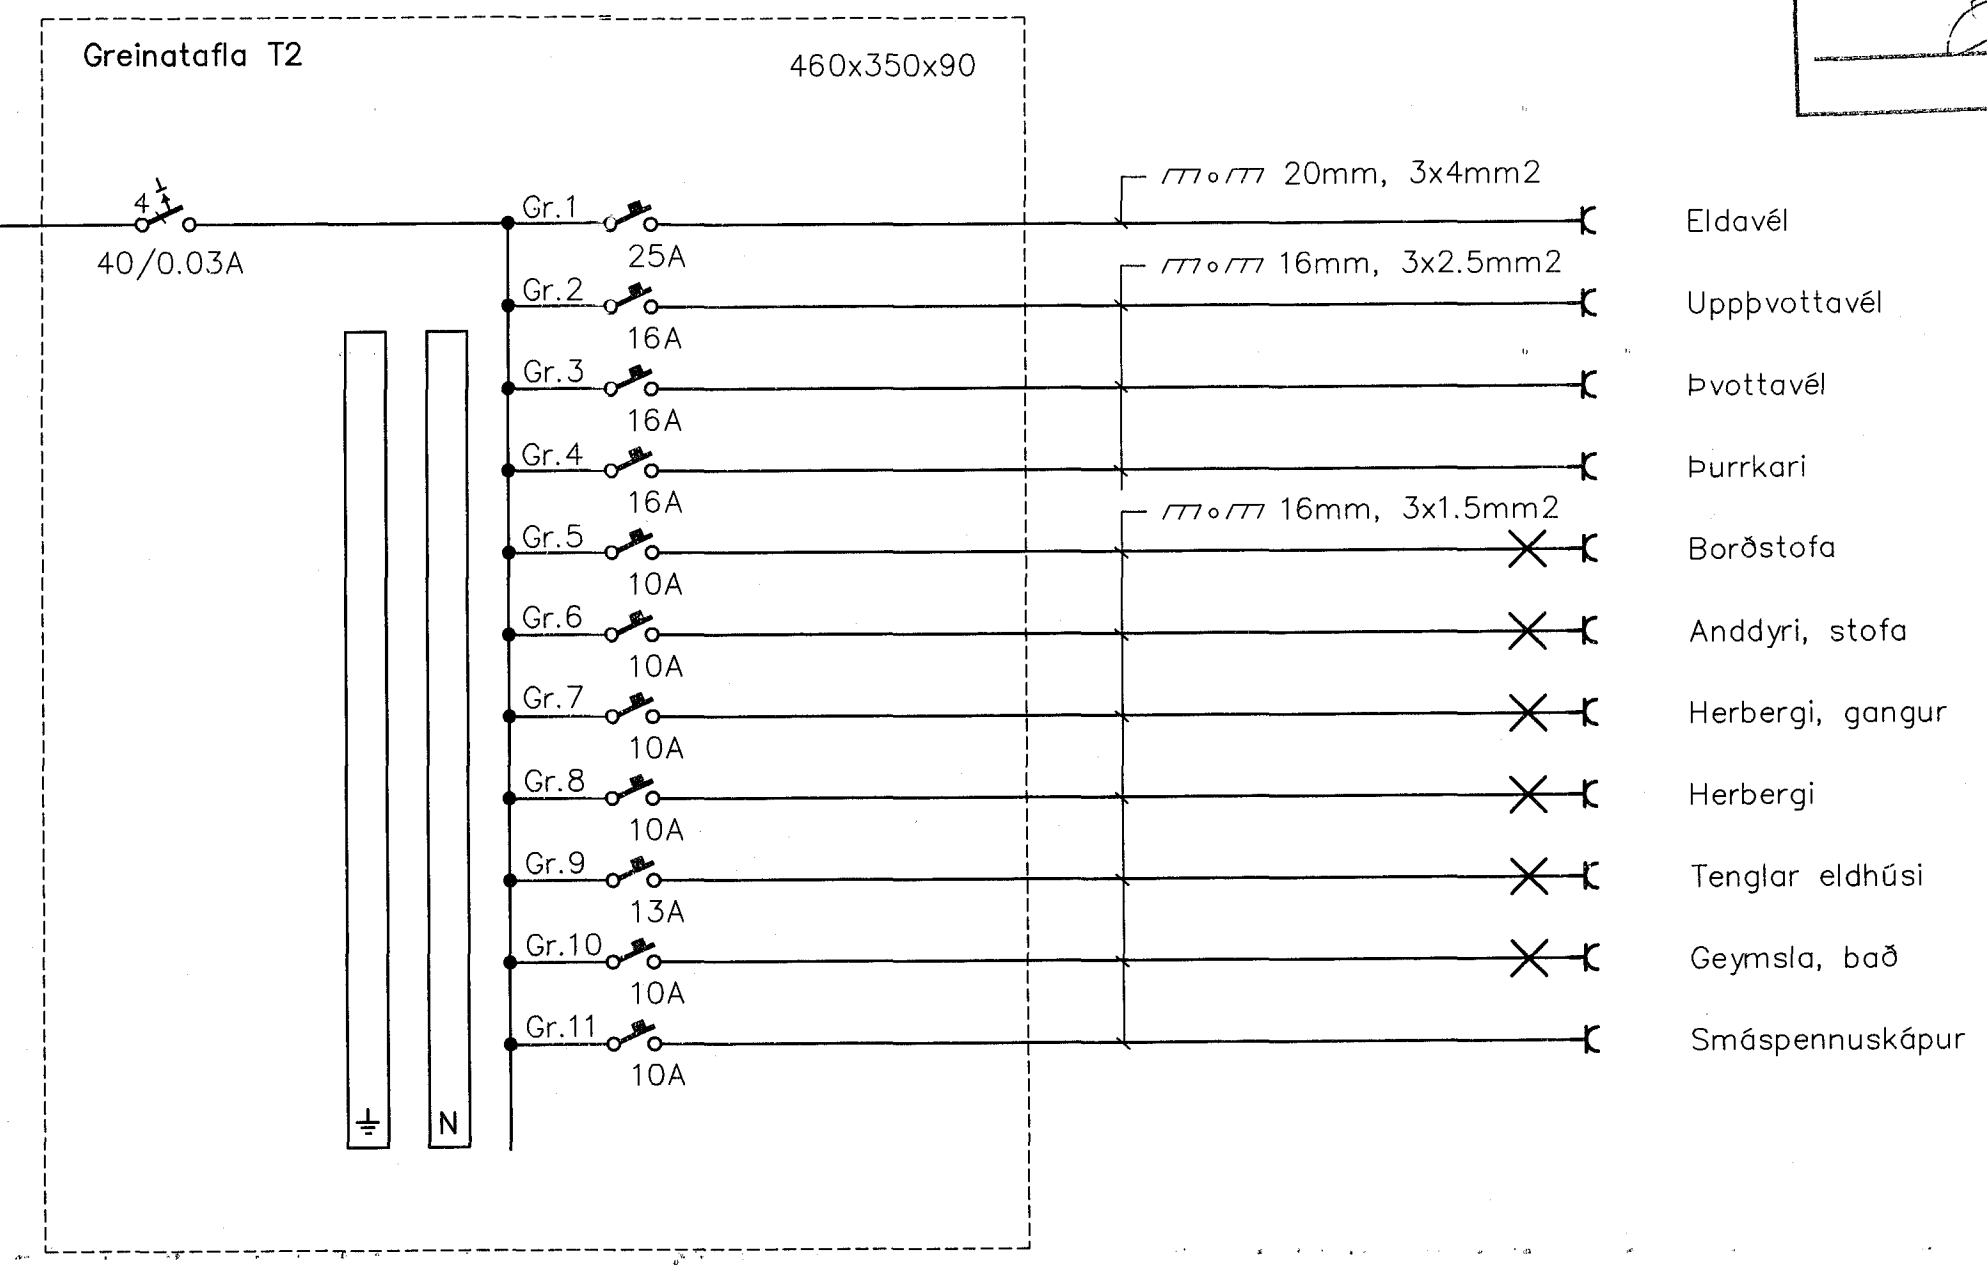 Greinatafla T2
460x350x90
4
40/0.03A
20mm, 3x4mm2
Gr.1
25A
Eldavél
16mm, 3x2.5mm2
Gr.2
16A
Uppþvottavél
Gr.3
16A
Þvottavél
Gr.4
16A
Þurrkari
16mm, 3x1.5mm2
Gr.5
10A
Borðstofa
Gr.6
10A
Anddyri, stofa
Gr.7
10A
Herbergi, gangur
Gr.8
10A
Herbergi
Gr.9
13A
Tenglar eldhúsi
Gr.10
10A
Geymsla, bað
Gr.11
10A
Smáspennuskápur
N